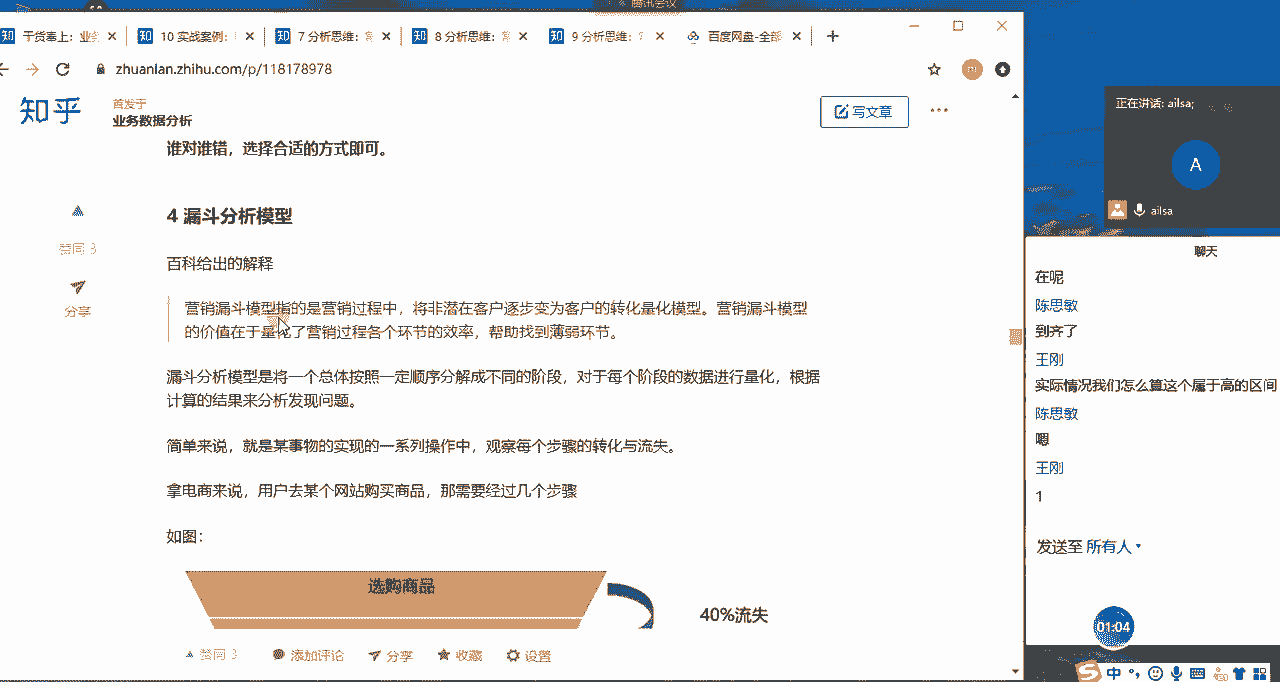 腾讯会议
干货奉上：业务
10 实战案例：
7 分析思维：
8 分析思维：
9 分析思维：
百度网盘-全部
zhuanlan.zhihu.com/p/118178978
知乎
首发于
业务数据分析
写文章
谁对谁错，选择合适的方式即可。
4 漏斗分析模型
赞同 3
分享
百科给出的解释
营销漏斗模型指的是营销过程中，将非潜在客户逐步变为客户的转化量化模型。营销漏斗模型
的价值在于量化了营销过程各个环节的效率，帮助找到薄弱环节。
漏斗分析模型是将一个总体按照一定顺序分解成不同的阶段，对于每个阶段的数据进行量化，根据
计算的结果来分析发现问题。
简单来说，就是某事物的实现的一系列操作中，观察每个步骤的转化与流失。
拿电商来说，用户去某个网站购买商品，那需要经过几个步骤
如图：
选购商品
40%流失
赞同 3
添加评论
分享
收藏
设置
正在讲话: ailsa;
A
ailsa
聊天
在呢
陈思敏
到齐了
王刚
实际情况我们怎么算这个属于高的区间
陈思敏
嗯
王刚
1
发送至 所有人
01:04
中